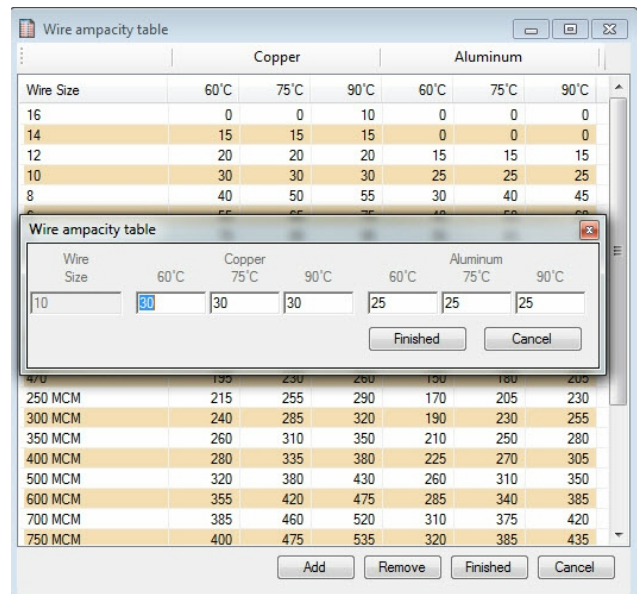 Wire ampacity table
Copper Aluminum
Wire Size 60°C 75°C 90°C 60°C 75°C 90°C
16 0 0 10 0 0 0
14 15 15 15 0 0 0
12 20 20 20 15 15 15
10 30 30 30 25 25 25
8 40 50 55 30 40 45
Wire ampacity table
Wire Copper Aluminum
Size 60°C 75°C 90°C 60°C 75°C 90°C
10 30 30 30 25 25 25
Finished Cancel
4/0 195 230 260 150 180 205
250 MCM 215 255 290 170 205 230
300 MCM 240 285 320 190 230 255
350 MCM 260 310 350 210 250 280
400 MCM 280 335 380 225 270 305
500 MCM 320 380 430 260 310 350
600 MCM 355 420 475 285 340 385
700 MCM 385 460 520 310 375 420
750 MCM 400 475 535 320 385 435
Add Remove Finished Cancel